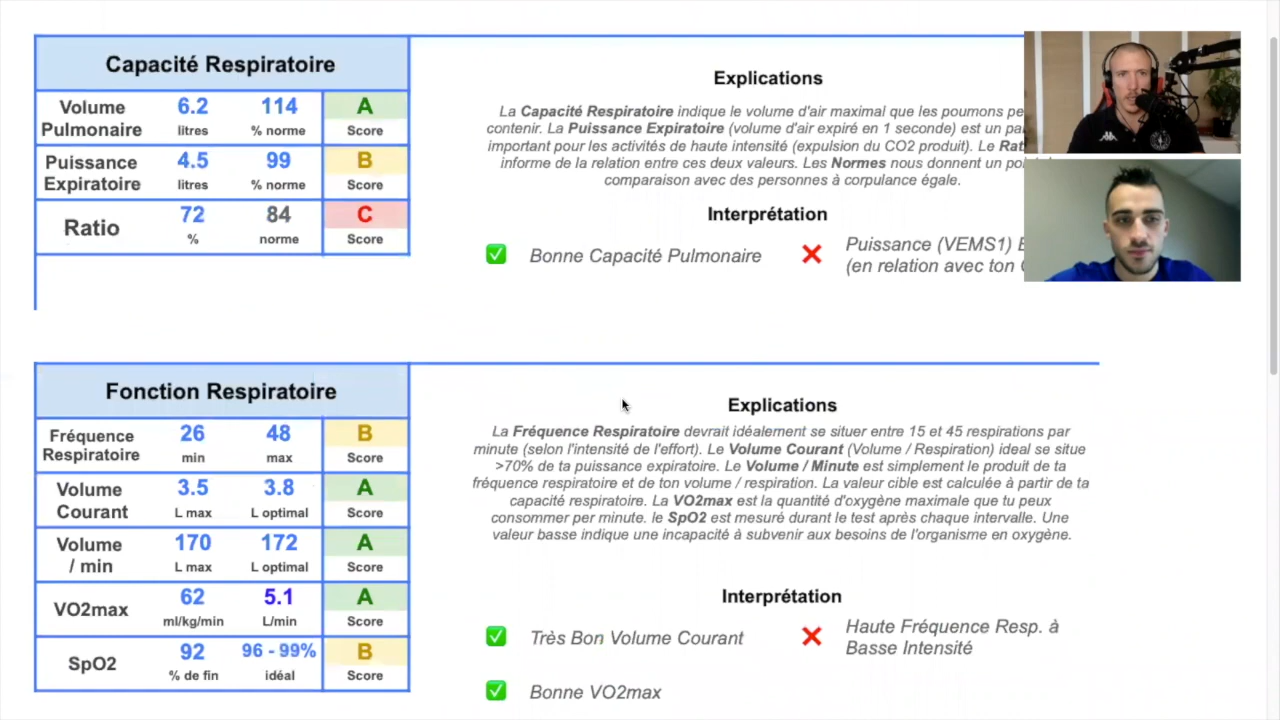 Capacité Respiratoire
Volume Pulmonaire 6.2 litres 114 % norme A Score
Puissance Expiratoire 4.5 litres 99 % norme B Score
Ratio 72 % 84 norme C Score
Explications
La Capacité Respiratoire indique le volume d'air maximal que les poumons
contenir. La Puissance Expiratoire (volume d'air expiré en 1 seconde) est un
important pour les activités de haute intensité (expulsion du CO2 produit). Le
informe de la relation entre ces deux valeurs. Les Normes nous donnent un
comparaison avec des personnes à corpulance égale.
Interprétation
✅ Bonne Capacité Pulmonaire
❌ Puissance (VEMS1)
(en relation avec ton
Fonction Respiratoire
Fréquence Respiratoire 26 min 48 max B Score
Volume Courant 3.5 L max 3.8 L optimal A Score
Volume / min 170 L max 172 L optimal A Score
VO2max 62 ml/kg/min 5.1 L/min A Score
SpO2 92 % de fin 96 - 99% idéal B Score
Explications
La Fréquence Respiratoire devrait idéalement se situer entre 15 et 45 respirations par
minute (selon l'intensité de l'effort). Le Volume Courant (Volume / Respiration) ideal se situe
>70% de ta puissance expiratoire. Le Volume / Minute est simplement le produit de ta
fréquence respiratoire et de ton volume / respiration. La valeur cible est calculée à partir de ta
capacité respiratoire. La VO2max est la quantité d'oxygène maximale que tu peux
consommer par minute. le SpO2 est mesuré durant le test après chaque intervalle. Une
valeur basse indique une incapacité à subvenir aux besoins de l'organisme en oxygène.
Interprétation
✅ Très Bon Volume Courant
❌ Haute Fréquence Resp. à
Basse Intensité
✅ Bonne VO2max